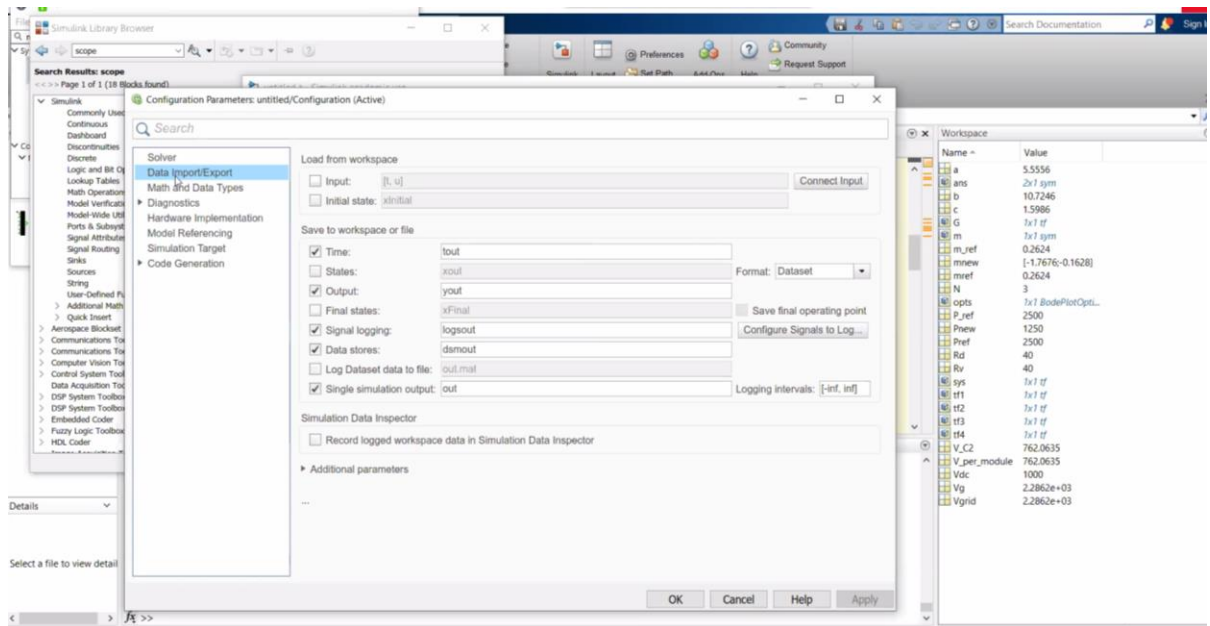 Simulink Library Browser
scope
Search Results: scope
<< >> Page 1 of 1 (18 Blocks found)
Simulink
Commonly Used
Continuous
Dashboard
Discontinuities
Discrete
Logic and Bit Op
Lookup Tables
Math Operation
Model Verificati
Model-Wide Util
Ports & Subsyst
Signal Attribute
Signal Routing
Sinks
Sources
String
User-Defined Fu
Additional Math
Quick Insert
Aerospace Blockset
Communications To
Communications To
Computer Vision To
Control System Tool
Data Acquisition Too
DSP System Toolbox
DSP System Toolbox
Embedded Coder
Fuzzy Logic Toolbox
HDL Coder
Details
Select a file to view detail
fx >>
Search Documentation
Sign I
Preferences
Community
Request Support
Simulink
Layout
Set Path
Add-Ons
Help
Configuration Parameters: untitled/Configuration (Active)
Search
Solver
Data Import/Export
Math and Data Types
Diagnostics
Hardware Implementation
Model Referencing
Simulation Target
Code Generation
Load from workspace
Input: [t, u] Connect Input
Initial state: xInitial
Save to workspace or file
Time: tout
States: xout Format: Dataset
Output: yout
Final states: xFinal Save final operating point
Signal logging: logsout Configure Signals to Log...
Data stores: dsmout
Log Dataset data to file: out.mat
Single simulation output: out Logging intervals: [-inf, inf]
Simulation Data Inspector
Record logged workspace data in Simulation Data Inspector
Additional parameters
...
OK Cancel Help Apply
Workspace
Name Value
a 5.5556
ans 2x1 sym
b 10.7246
c 1.5986
G 1x1 tf
m 1x1 sym
m_ref 0.2624
mnew [-1.7676;-0.1628]
mref 0.2624
N 3
opts 1x1 BodePlotOpti...
P_ref 2500
Pnew 1250
Pref 2500
Rd 40
Rv 40
sys 1x1 tf
tf1 1x1 tf
tf2 1x1 tf
tf3 1x1 tf
tf4 1x1 tf
V_C2 762.0635
V_per_module 762.0635
Vdc 1000
Vg 2.2862e+03
Vgrid 2.2862e+03